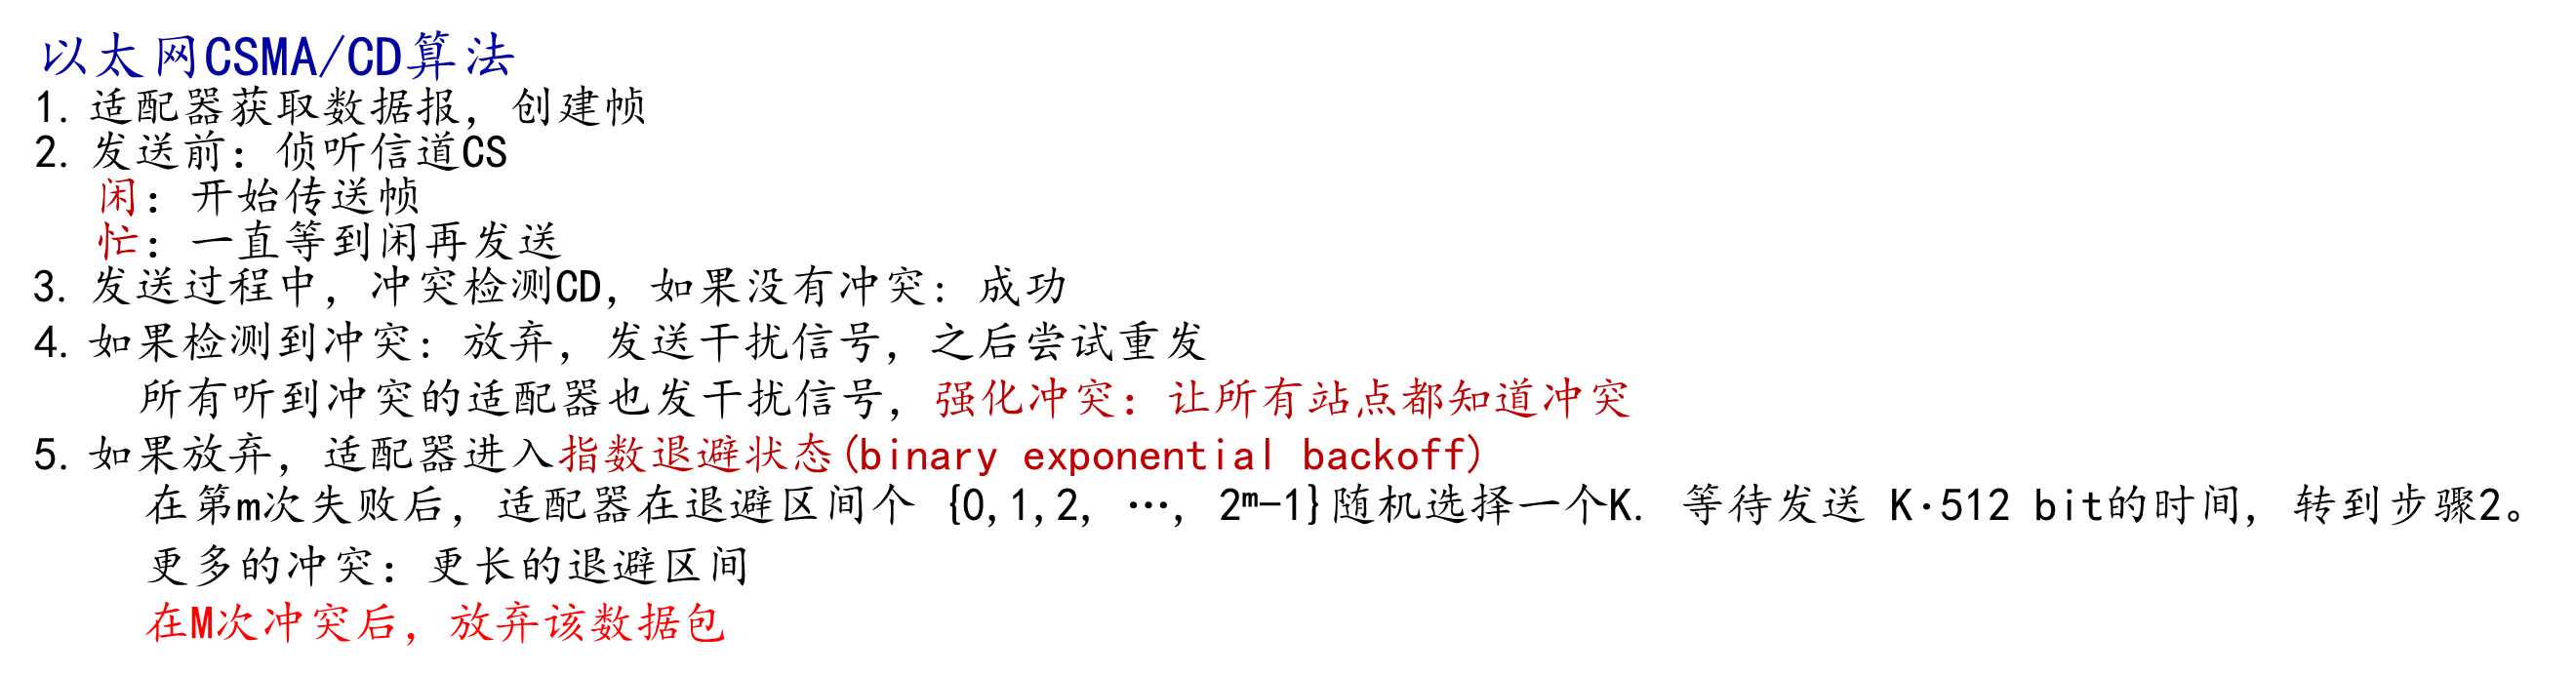 以太网CSMA/CD算法
1. 适配器获取数据报，创建帧
2. 发送前：侦听信道CS
闲：开始传送帧
忙：一直等到闲再发送
3. 发送过程中，冲突检测CD，如果没有冲突：成功
4. 如果检测到冲突：放弃，发送干扰信号，之后尝试重发
所有听到冲突的适配器也发干扰信号，强化冲突：让所有站点都知道冲突
5. 如果放弃，适配器进入指数退避状态(binary exponential backoff)
在第m次失败后，适配器在退避区间个 {0,1,2, …, 2ᵐ-1}随机选择一个K. 等待发送 K·512 bit的时间, 转到步骤2。
更多的冲突：更长的退避区间
在M次冲突后，放弃该数据包